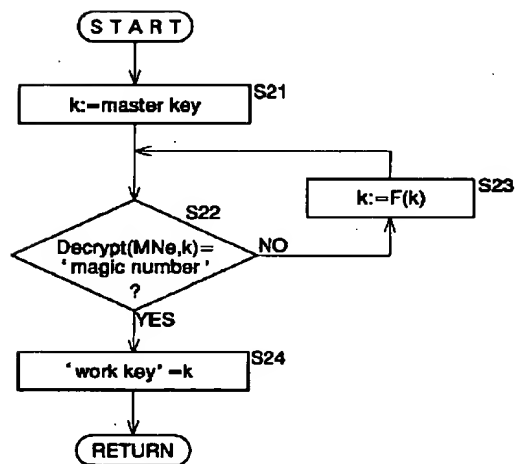 START
S21
k:=master key
S23
k:=F(k)
S22
Decrypt(MNe,k)=
'magic number'
?
NO
YES
S24
'work key' =k
RETURN